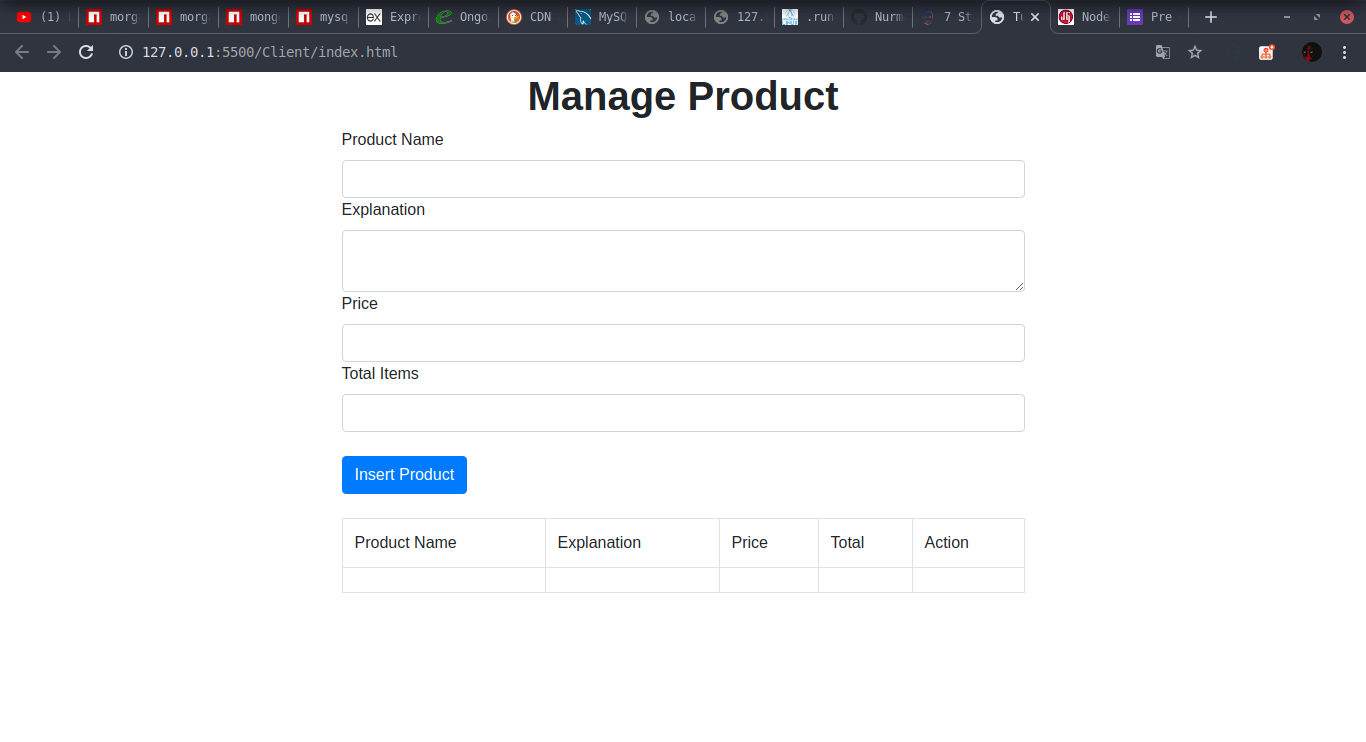 (1) morg morg mong mysq Expr Ongo CDN MySQ loca 127. .run Nurm 7 St Node Pre
127.0.0.1:5500/Client/index.html
Manage Product
Product Name
Explanation
Price
Total Items
Insert Product
Product Name Explanation Price Total Action